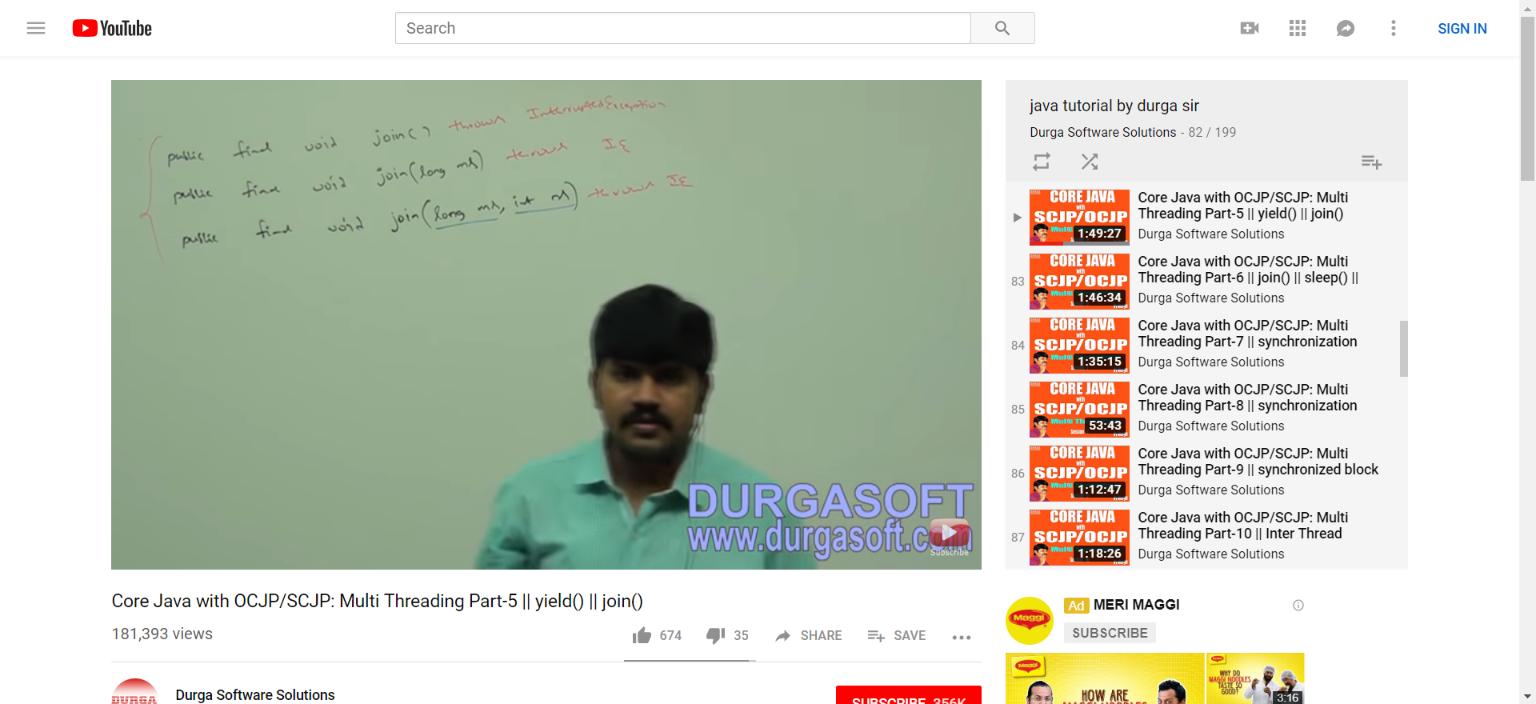 YouTube
Search
SIGN IN
public final void join() throws InterruptedException
public final void join(long ms) throws IE
public final void join(long ms, int ns) throws IE
DURGASOFT
www.durgasoft.com
Subscribe
Core Java with OCJP/SCJP: Multi Threading Part-5 || yield() || join()
181,393 views
674
35
SHARE
SAVE
DURGA
Durga Software Solutions
SUBSCRIBE 356K
java tutorial by durga sir
Durga Software Solutions - 82 / 199
CORE JAVA
with
SCJP/OCJP
1:49:27
Core Java with OCJP/SCJP: Multi
Threading Part-5 || yield() || join()
Durga Software Solutions
83
CORE JAVA
with
SCJP/OCJP
1:46:34
Core Java with OCJP/SCJP: Multi
Threading Part-6 || join() || sleep() ||
Durga Software Solutions
84
CORE JAVA
with
SCJP/OCJP
1:35:15
Core Java with OCJP/SCJP: Multi
Threading Part-7 || synchronization
Durga Software Solutions
85
CORE JAVA
with
SCJP/OCJP
53:43
Core Java with OCJP/SCJP: Multi
Threading Part-8 || synchronization
Durga Software Solutions
86
CORE JAVA
with
SCJP/OCJP
1:12:47
Core Java with OCJP/SCJP: Multi
Threading Part-9 || synchronized block
Durga Software Solutions
87
CORE JAVA
with
SCJP/OCJP
1:18:26
Core Java with OCJP/SCJP: Multi
Threading Part-10 || Inter Thread
Durga Software Solutions
Maggi
Ad MERI MAGGI
SUBSCRIBE
Maggi
HOW ARE
MAGGI NOODLES
WHY DO
MAGGI NOODLES
TASTE SO
GOOD?
3:16